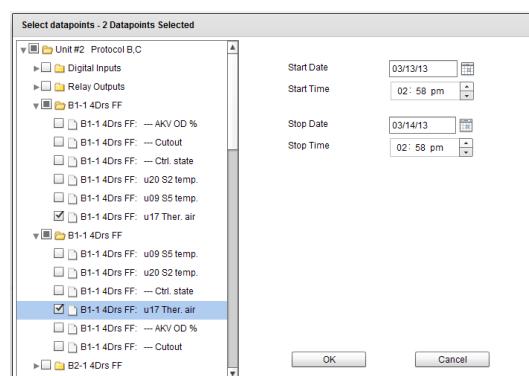 Select datapoints - 2 Datapoints Selected
Unit #2 Protocol B,C
Digital Inputs
Relay Outputs
B1-1 4Drs FF
B1-1 4Drs FF: --- AKV OD %
B1-1 4Drs FF: --- Cutout
B1-1 4Drs FF: --- Ctrl. state
B1-1 4Drs FF: u20 S2 temp.
B1-1 4Drs FF: u09 S5 temp.
B1-1 4Drs FF: u17 Ther. air
B1-1 4Drs FF
B1-1 4Drs FF: u09 S5 temp.
B1-1 4Drs FF: u20 S2 temp.
B1-1 4Drs FF: --- Ctrl. state
B1-1 4Drs FF: u17 Ther. air
B1-1 4Drs FF: --- AKV OD %
B1-1 4Drs FF: --- Cutout
B2-1 4Drs FF
Start Date 03/13/13
Start Time 02: 58 pm
Stop Date 03/14/13
Stop Time 02: 58 pm
OK Cancel